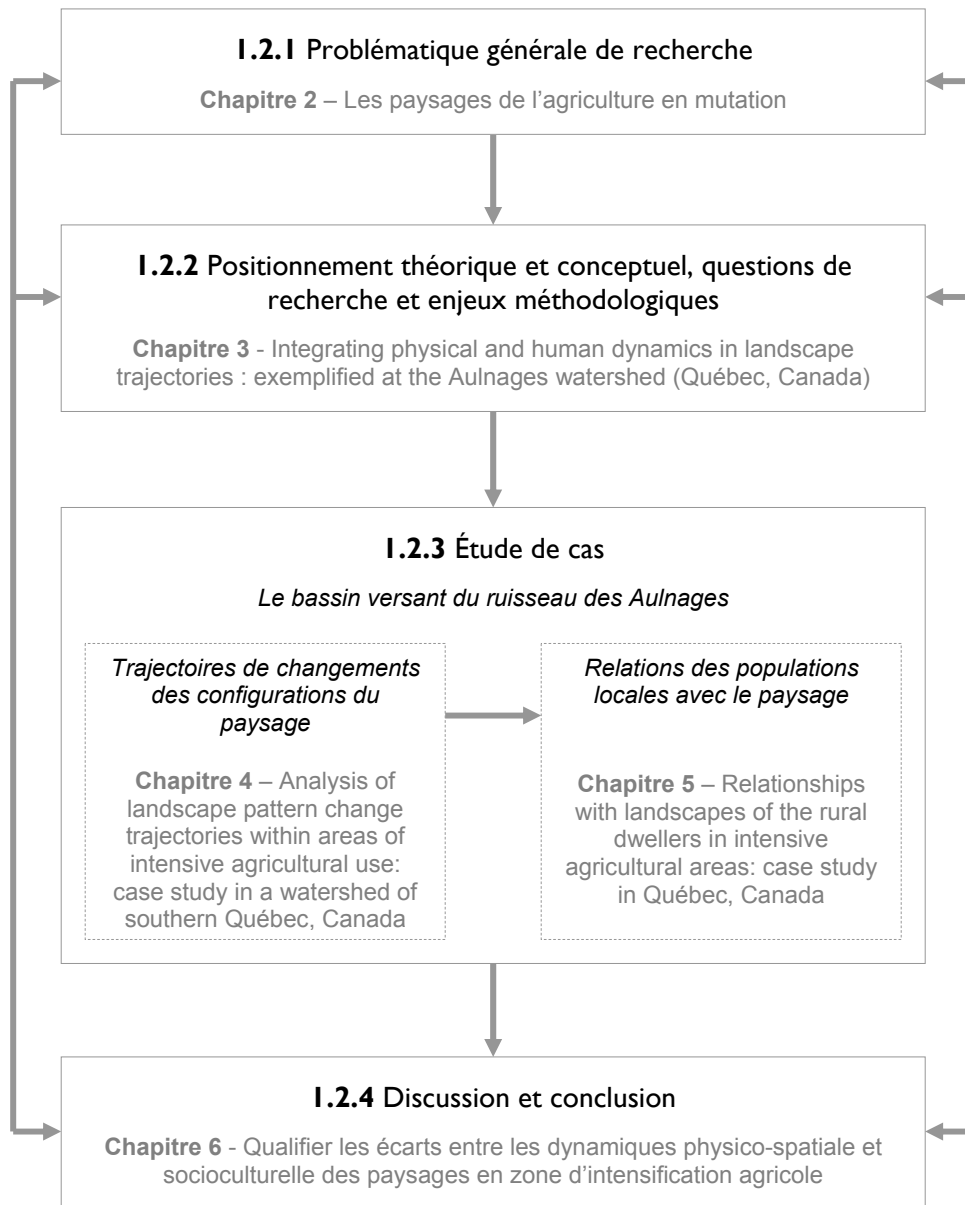 1.2.1 Problématique générale de recherche
Chapitre 2 – Les paysages de l’agriculture en mutation
1.2.2 Positionnement théorique et conceptuel, questions de
recherche et enjeux méthodologiques
Chapitre 3 - Integrating physical and human dynamics in landscape
trajectories : exemplified at the Aulnages watershed (Québec, Canada)
1.2.3 Étude de cas
Le bassin versant du ruisseau des Aulnages
Trajectoires de changements
des configurations du
paysage
Chapitre 4 – Analysis of
landscape pattern change
trajectories within areas of
intensive agricultural use:
case study in a watershed of
southern Québec, Canada
Relations des populations
locales avec le paysage
Chapitre 5 – Relationships
with landscapes of the rural
dwellers in intensive
agricultural areas: case study
in Québec, Canada
1.2.4 Discussion et conclusion
Chapitre 6 - Qualifier les écarts entre les dynamiques physico-spatiale et
socioculturelle des paysages en zone d’intensification agricole